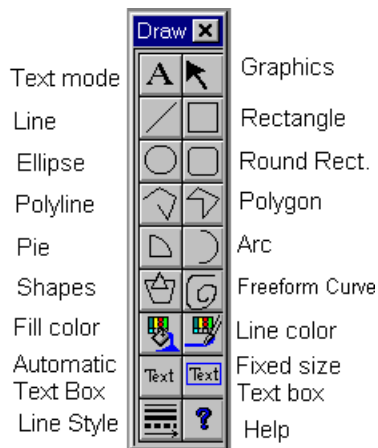 Draw
Text mode A Graphics
Line Rectangle
Ellipse Round Rect.
Polyline Polygon
Pie Arc
Shapes Freeform Curve
Fill color Line color
Automatic Text Box Text Text Fixed size Text box
Line Style ? Help